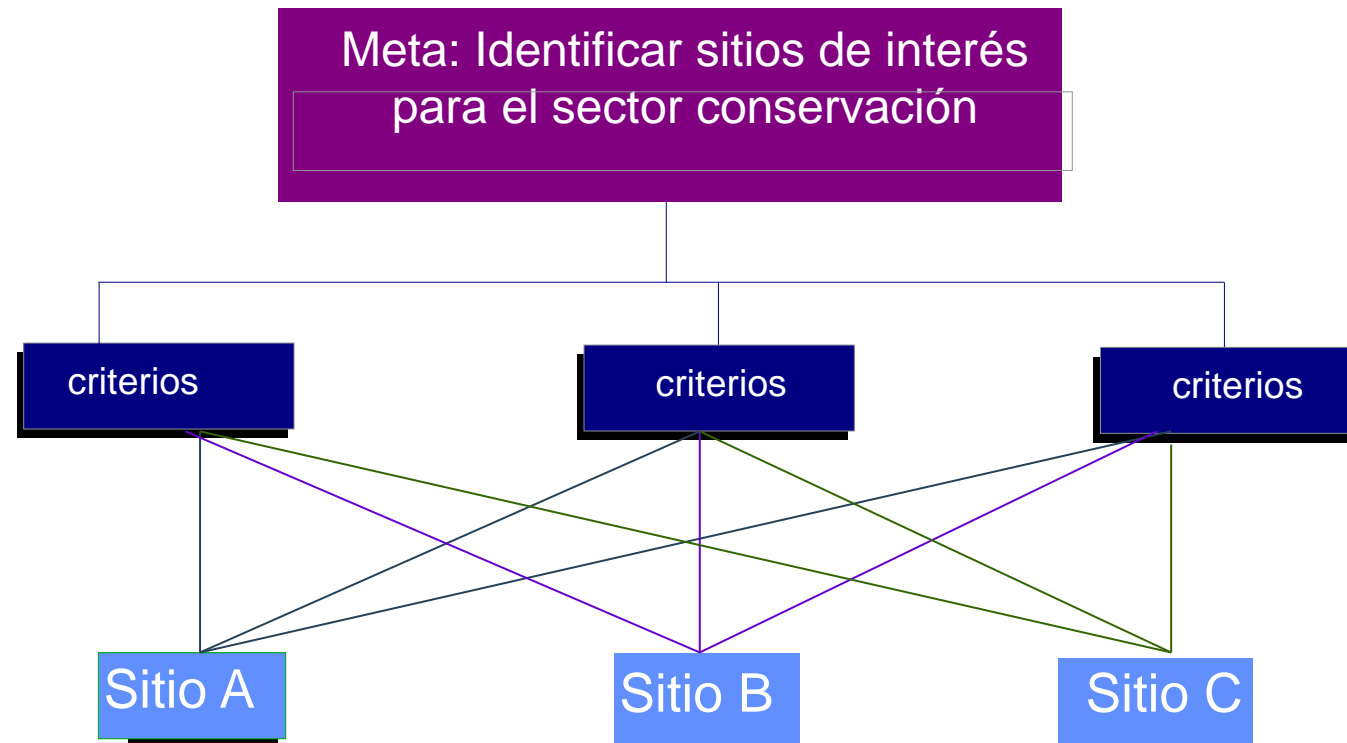 Meta: Identificar sitios de interés
para el sector conservación
criterios
criterios
criterios
Sitio A
Sitio B
Sitio C